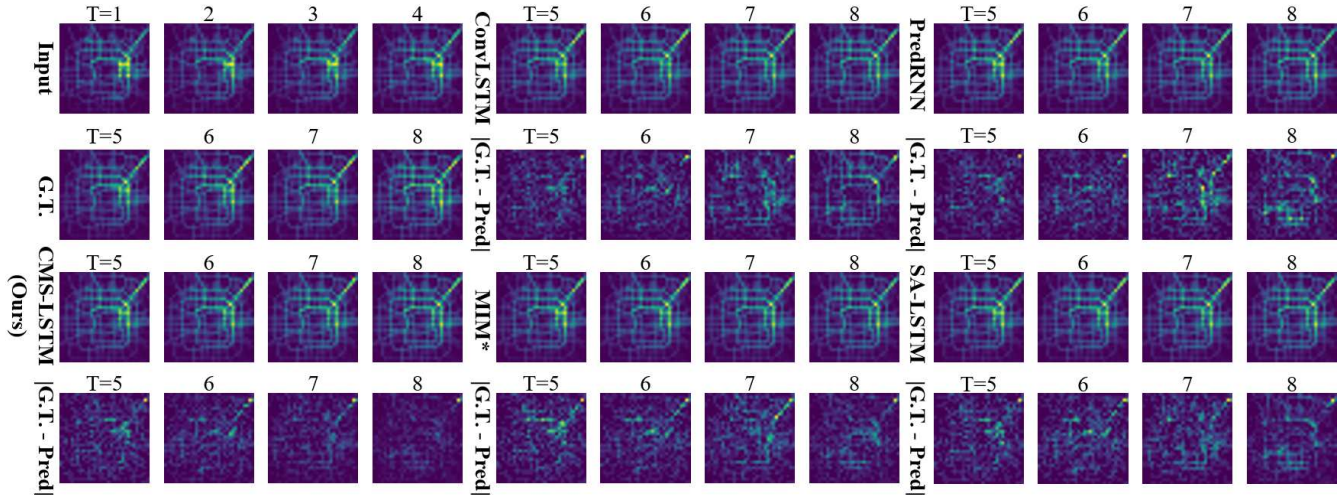 T=1 2 3 4
Input
T=5 6 7 8
ConvLSTM
T=5 6 7 8
PredRNN
T=5 6 7 8
G.T.
|G.T. - Pred|
6 7 8
|G.T. - Pred|
T=5 6 7 8
T=5 6 7 8
CMS-LSTM
(Ours)
T=5 6 7 8
MIM*
T=5 6 7 8
SA-LSTM
T=5 6 7 8
|G.T. - Pred|
T=5 6 7 8
|G.T. - Pred|
T=5 6 7 8
|G.T. - Pred|
T=5 6 7 8